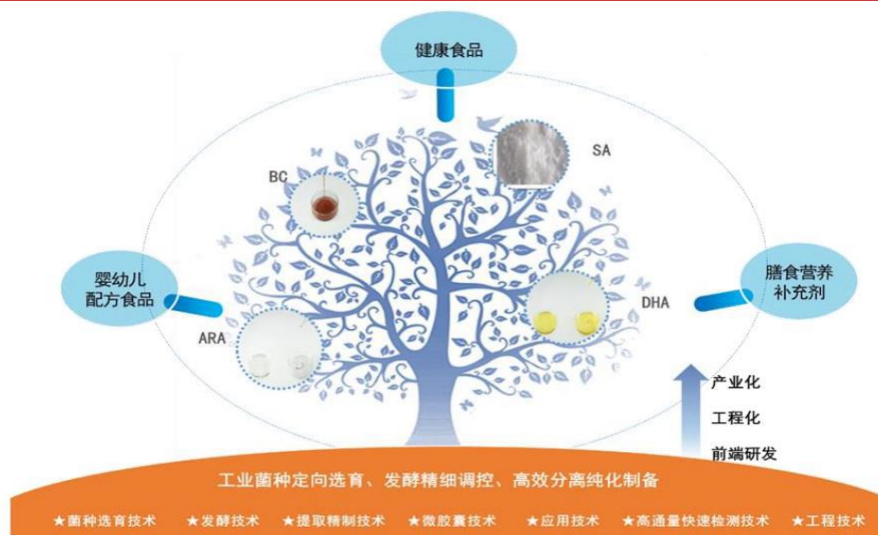 健康食品
SA
BC
婴幼儿
配方食品
膳食营养
补充剂
DHA
ARA
产业化
工程化
前端研发
工业菌种定向选育、发酵精细调控、高效分离纯化制备
★菌种选育技术 ★发酵技术 ★提取精制技术 ★微胶囊技术 ★应用技术 ★高通量快速检测技术 ★工程技术